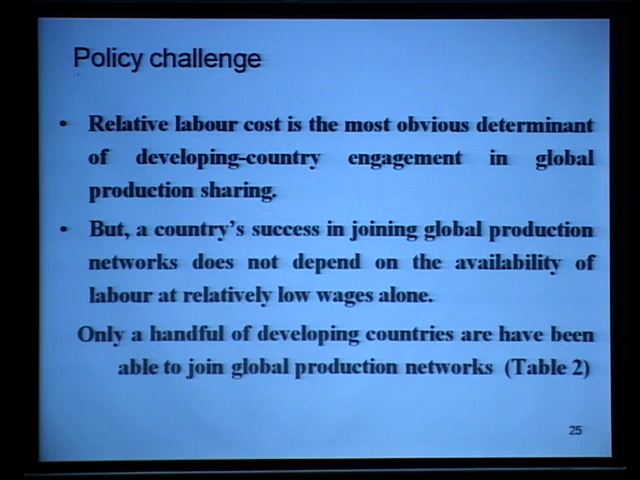 Policy challenge
• Relative labour cost is the most obvious determinant
of developing-country engagement in global
production sharing.
• But, a country's success in joining global production
networks does not depend on the availability of
labour at relatively low wages alone.
Only a handful of developing countries are have been
able to join global production networks (Table 2)
25